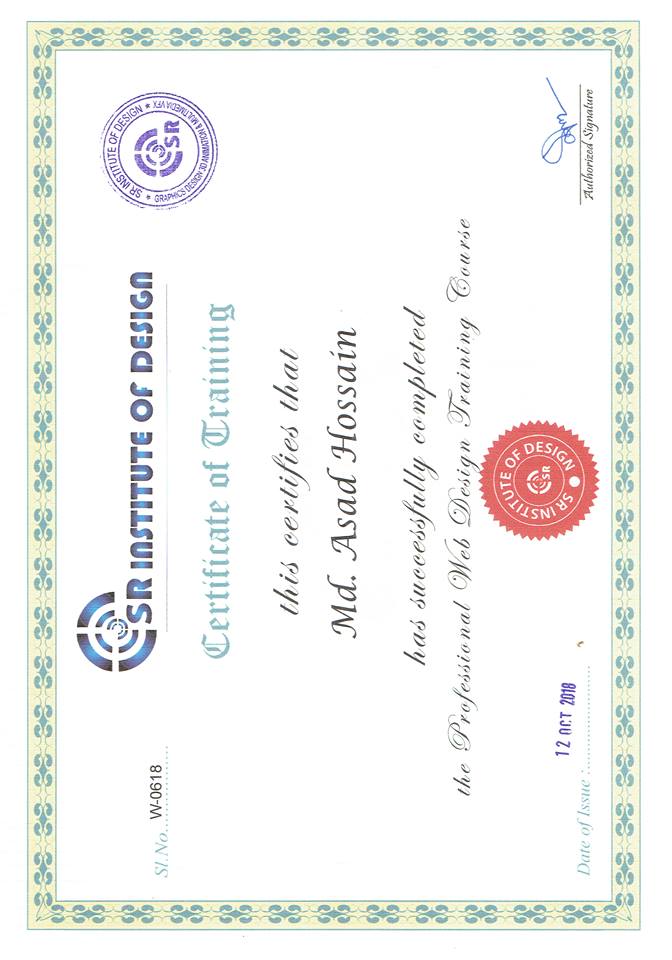 SR INSTITUTE OF DESIGN
SR INSTITUTE OF DESIGN ★ GRAPHICS DESIGN 3D ANIMATION & MULTIMEDIA VFX ★
SR
Sl.No. W-0618
Certificate of Training
this certifies that
Md. Asad Hossain
has successfully completed
the Professional Web Design Training Course
SR INSTITUTE OF DESIGN
SR
Date of Issue : 12 OCT 2018
Authorized Signature